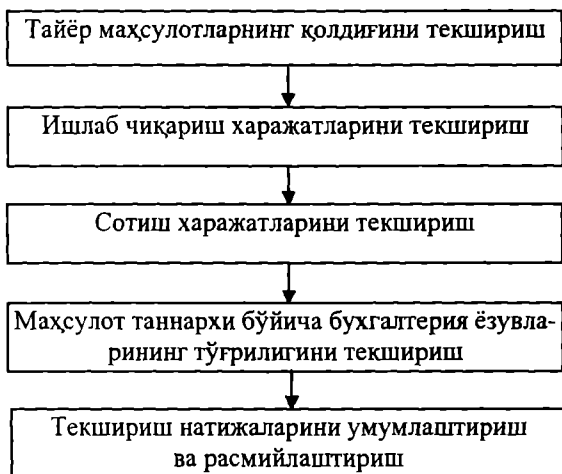 Тайёр маҳсулотларнинг қолдиғини текшириш
Ишлаб чиқариш харажатларини текшириш
Сотиш харажатларини текшириш
Маҳсулот таннархи бўйича бухгалтерия ёзувла-
рининг тўғрилигини текшириш
Текшириш натижаларини умумлаштириш
ва расмийлаштириш